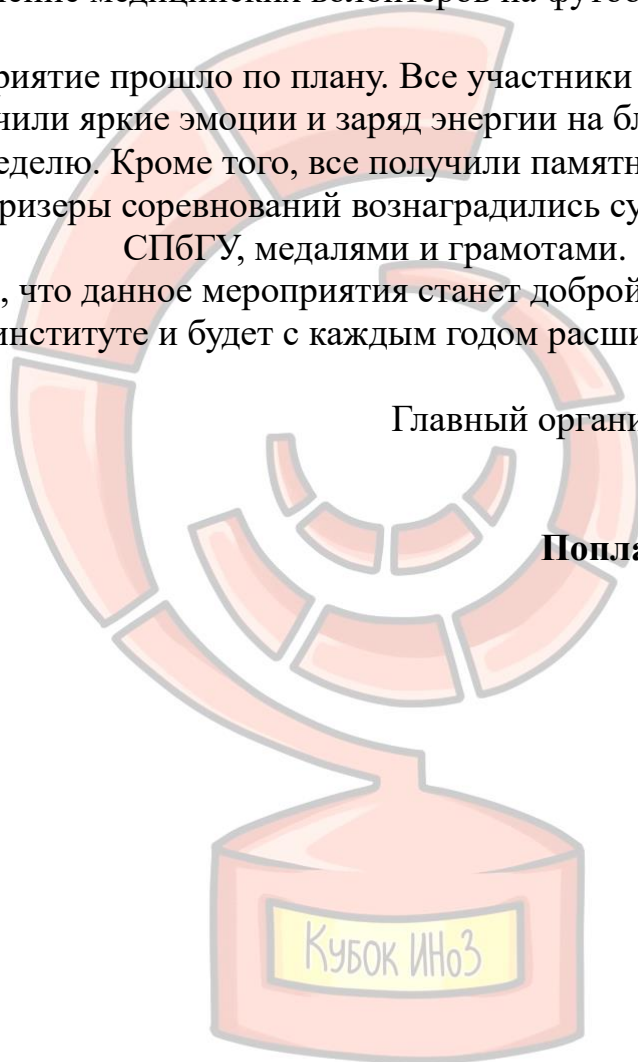 ение медицинских волонтеров на футбо
риятие прошло по плану. Все участники
чили яркие эмоции и заряд энергии на бл
еделю. Кроме того, все получили памятн
ризеры соревнований вознаградились су
СПбГУ, медалями и грамотами.
, что данное мероприятия станет доброй
институте и будет с каждым годом расши
Главный органи
Попла
Кубок ИНоЗ